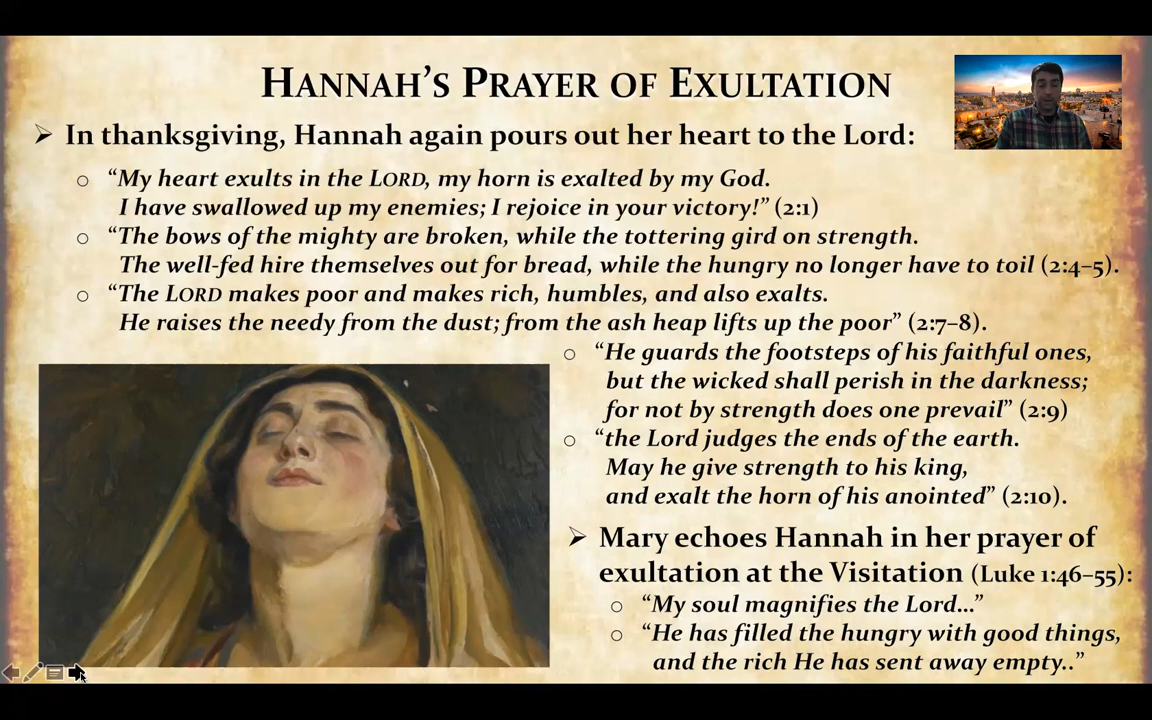 HANNAH’S PRAYER OF EXULTATION
➢ In thanksgiving, Hannah again pours out her heart to the Lord:
○ “My heart exults in the LORD, my horn is exalted by my God.
I have swallowed up my enemies; I rejoice in your victory!” (2:1)
○ “The bows of the mighty are broken, while the tottering gird on strength.
The well-fed hire themselves out for bread, while the hungry no longer have to toil (2:4–5).
○ “The LORD makes poor and makes rich, humbles, and also exalts.
He raises the needy from the dust; from the ash heap lifts up the poor” (2:7–8).
○ “He guards the footsteps of his faithful ones,
but the wicked shall perish in the darkness;
for not by strength does one prevail” (2:9)
○ “the Lord judges the ends of the earth.
May he give strength to his king,
and exalt the horn of his anointed” (2:10).
➢ Mary echoes Hannah in her prayer of
exultation at the Visitation (Luke 1:46–55):
○ “My soul magnifies the Lord…”
○ “He has filled the hungry with good things,
and the rich He has sent away empty..”